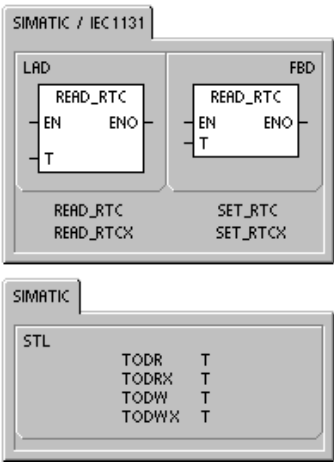 SIMATIC / IEC1131
LAD FBD
READ_RTC READ_RTC
EN ENO EN ENO
T T
READ_RTC SET_RTC
READ_RTCX SET_RTCX
SIMATIC
STL
TODR T
TODRX T
TODW T
TODWX T